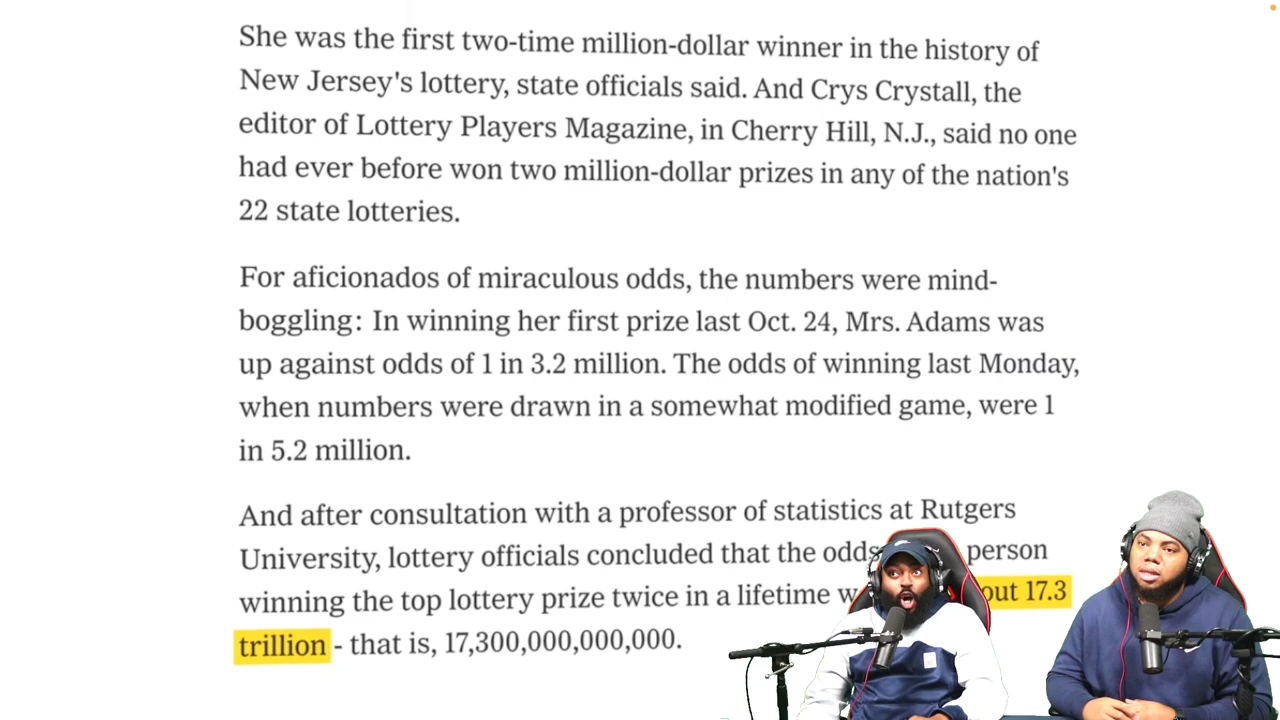 She was the first two-time million-dollar winner in the history of
New Jersey's lottery, state officials said. And Crys Crystall, the
editor of Lottery Players Magazine, in Cherry Hill, N.J., said no one
had ever before won two million-dollar prizes in any of the nation's
22 state lotteries.
For aficionados of miraculous odds, the numbers were mind-
boggling: In winning her first prize last Oct. 24, Mrs. Adams was
up against odds of 1 in 3.2 million. The odds of winning last Monday,
when numbers were drawn in a somewhat modified game, were 1
in 5.2 million.
And after consultation with a professor of statistics at Rutgers
University, lottery officials concluded that the odds person
winning the top lottery prize twice in a lifetime 17.3
trillion - that is, 17,300,000,000,000.